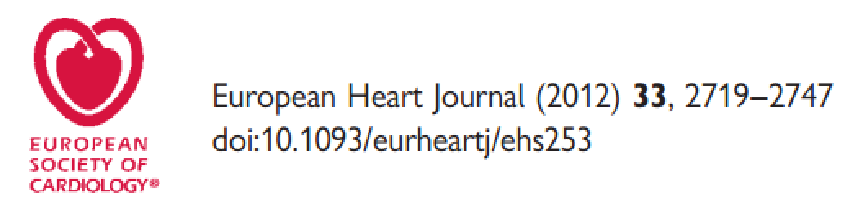 EUROPEAN
SOCIETY OF
CARDIOLOGY®
European Heart Journal (2012) 33, 2719–2747
doi:10.1093/eurheartj/ehs253